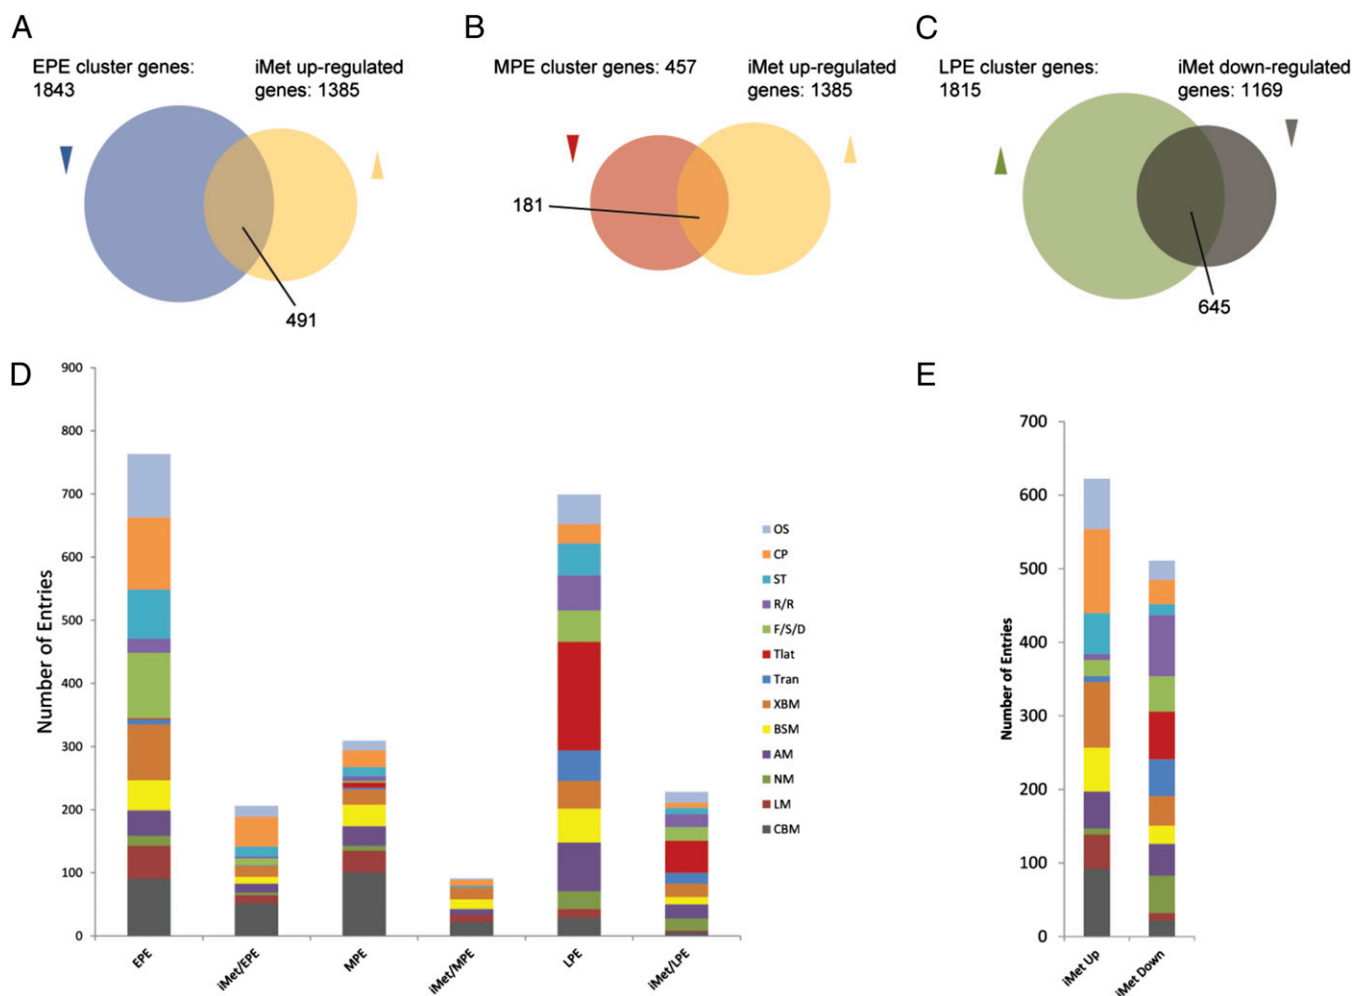 A
B
C
EPE cluster genes:
1843
iMet up-regulated
genes: 1385
491
MPE cluster genes: 457
iMet up-regulated
genes: 1385
181
LPE cluster genes:
1815
iMet down-regulated
genes: 1169
645
D
Number of Entries
900
800
700
600
500
400
300
200
100
0
EPE
iMet/EPE
MPE
iMet/MPE
LPE
iMet/LPE
OS
CP
ST
R/R
F/S/D
Tlat
Tran
XBM
BSM
AM
NM
LM
CBM
E
Number of Entries
700
600
500
400
300
200
100
0
iMet Up
iMet Down